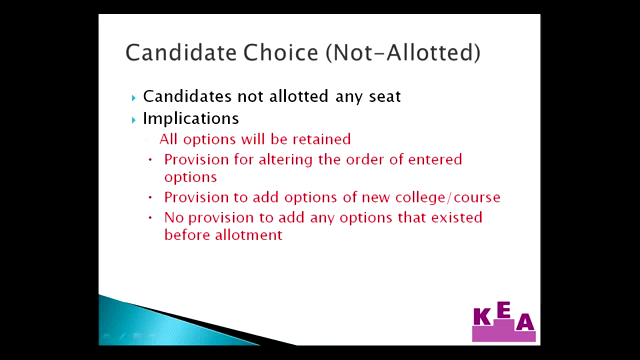 Candidate Choice (Not-Allotted)
Candidates not allotted any seat
Implications
All options will be retained
Provision for altering the order of entered
options
Provision to add options of new college/course
No provision to add any options that existed
before allotment
KEA